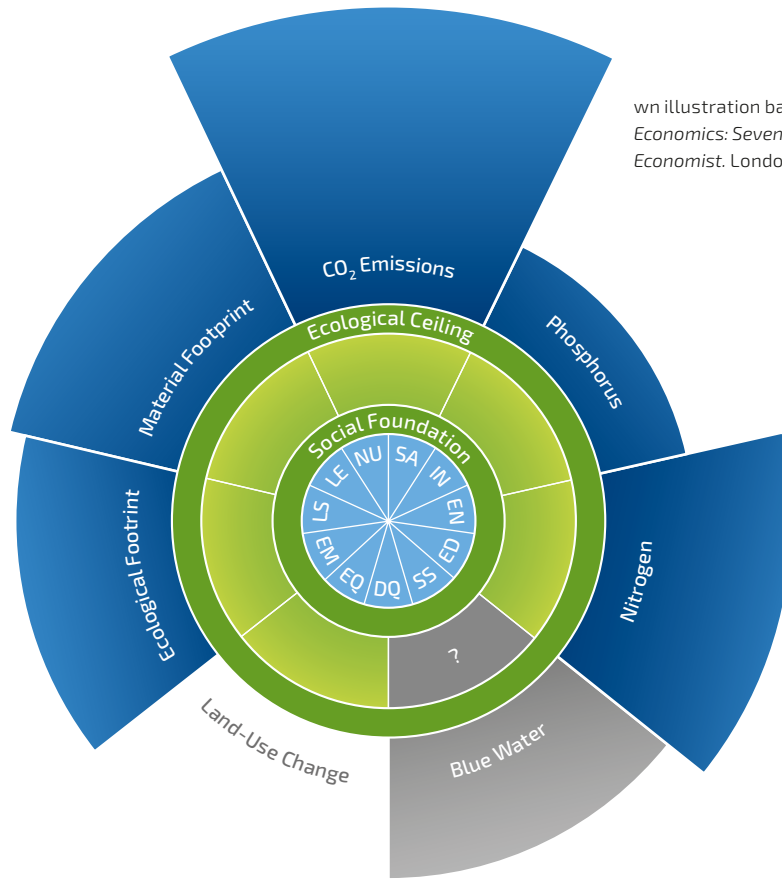 wn illustration ba
Economics: Seven
Economist. Londo
CO₂ Emissions
Material Footprint
Phosphorus
Ecological Ceiling
Social Foundation
NU
SA
LE
IN
LS
EN
EM
ED
EQ
SS
DQ
Ecological Footrint
Nitrogen
?
Land-Use Change
Blue Water